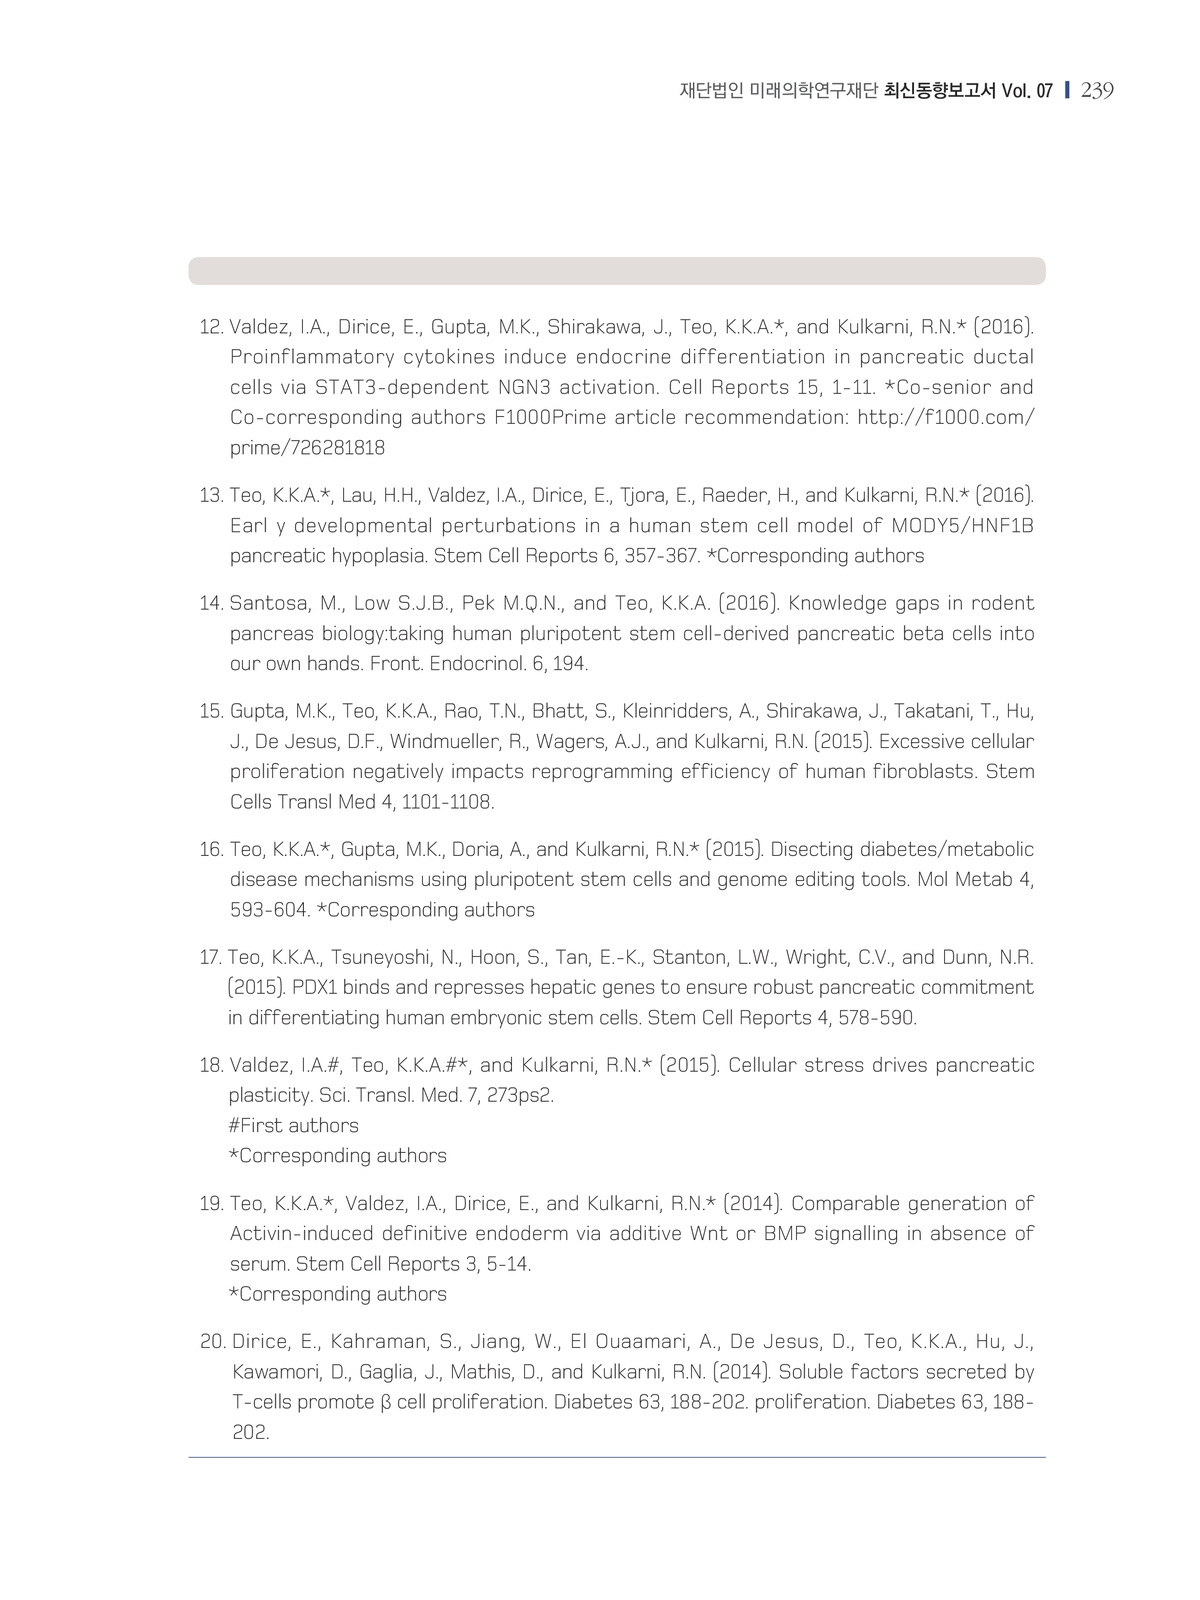 재단법인 미래의학연구재단 최신동향보고서 Vol. 07 239
12. Valdez, I.A., Dirice, E., Gupta, M.K., Shirakawa, J., Teo, K.K.A.*, and Kulkarni, R.N.* (2016).
Proinflammatory cytokines induce endocrine differentiation in pancreatic ductal
cells via STAT3-dependent NGN3 activation. Cell Reports 15, 1-11. *Co-senior and
Co-corresponding authors F1000Prime article recommendation: http://f1000.com/
prime/726281818
13. Teo, K.K.A.*, Lau, H.H., Valdez, I.A., Dirice, E., Tjora, E., Raeder, H., and Kulkarni, R.N.* (2016).
Earl y developmental perturbations in a human stem cell model of MODY5/HNF1B
pancreatic hypoplasia. Stem Cell Reports 6, 357-367. *Corresponding authors
14. Santosa, M., Low S.J.B., Pek M.Q.N., and Teo, K.K.A. (2016). Knowledge gaps in rodent
pancreas biology:taking human pluripotent stem cell-derived pancreatic beta cells into
our own hands. Front. Endocrinol. 6, 194.
15. Gupta, M.K., Teo, K.K.A., Rao, T.N., Bhatt, S., Kleinridders, A., Shirakawa, J., Takatani, T., Hu,
J., De Jesus, D.F., Windmueller, R., Wagers, A.J., and Kulkarni, R.N. (2015). Excessive cellular
proliferation negatively impacts reprogramming efficiency of human fibroblasts. Stem
Cells Transl Med 4, 1101-1108.
16. Teo, K.K.A.*, Gupta, M.K., Doria, A., and Kulkarni, R.N.* (2015). Disecting diabetes/metabolic
disease mechanisms using pluripotent stem cells and genome editing tools. Mol Metab 4,
593-604. *Corresponding authors
17. Teo, K.K.A., Tsuneyoshi, N., Hoon, S., Tan, E.-K., Stanton, L.W., Wright, C.V., and Dunn, N.R.
(2015). PDX1 binds and represses hepatic genes to ensure robust pancreatic commitment
in differentiating human embryonic stem cells. Stem Cell Reports 4, 578-590.
18. Valdez, I.A.#, Teo, K.K.A.#*, and Kulkarni, R.N.* (2015). Cellular stress drives pancreatic
plasticity. Sci. Transl. Med. 7, 273ps2.
#First authors
*Corresponding authors
19. Teo, K.K.A.*, Valdez, I.A., Dirice, E., and Kulkarni, R.N.* (2014). Comparable generation of
Activin-induced definitive endoderm via additive Wnt or BMP signalling in absence of
serum. Stem Cell Reports 3, 5-14.
*Corresponding authors
20. Dirice, E., Kahraman, S., Jiang, W., El Ouaamari, A., De Jesus, D., Teo, K.K.A., Hu, J.,
Kawamori, D., Gaglia, J., Mathis, D., and Kulkarni, R.N. (2014). Soluble factors secreted by
T-cells promote β cell proliferation. Diabetes 63, 188-202. proliferation. Diabetes 63, 188-
202.